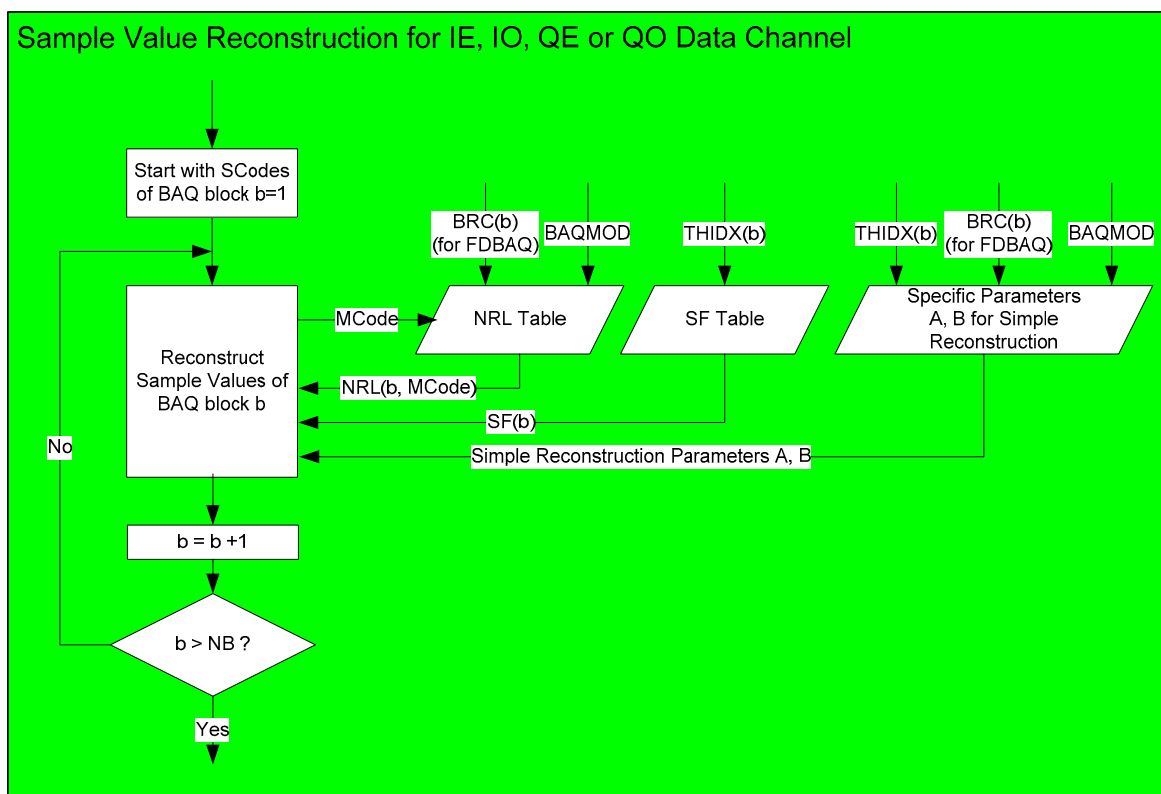 Sample Value Reconstruction for IE, IO, QE or QO Data Channel
Start with SCodes
of BAQ block b=1
BRC(b)
(for FDBAQ)
BAQMOD
THIDX(b)
THIDX(b)
BRC(b)
(for FDBAQ)
BAQMOD
Reconstruct
Sample Values of
BAQ block b
MCode
NRL Table
SF Table
Specific Parameters
A, B for Simple
Reconstruction
NRL(b, MCode)
SF(b)
Simple Reconstruction Parameters A, B
No
b = b +1
b > NB ?
Yes